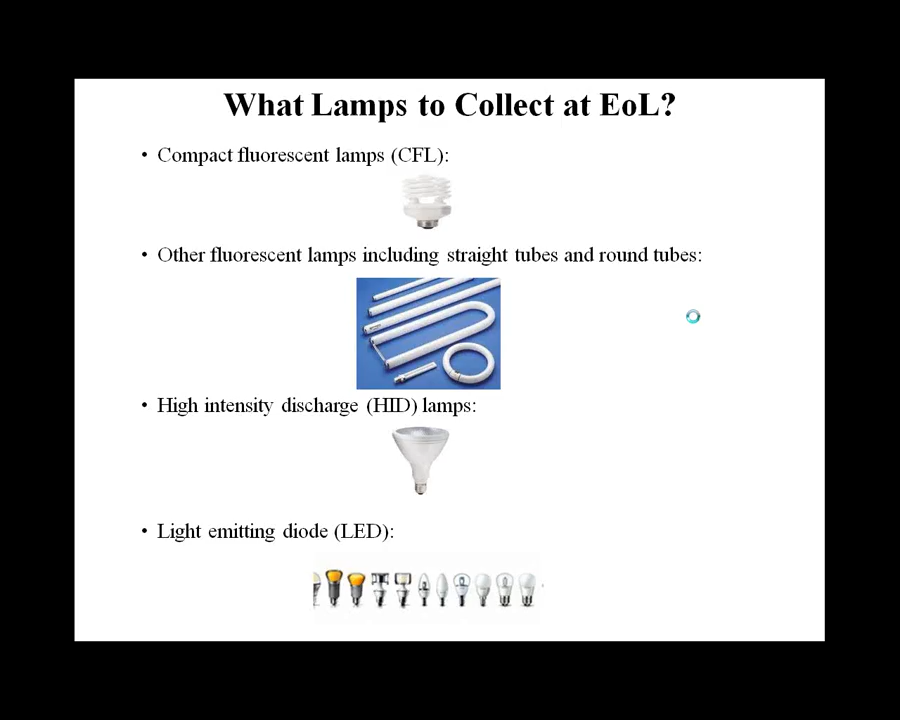 What Lamps to Collect at EoL?
• Compact fluorescent lamps (CFL):
• Other fluorescent lamps including straight tubes and round tubes:
• High intensity discharge (HID) lamps:
• Light emitting diode (LED):